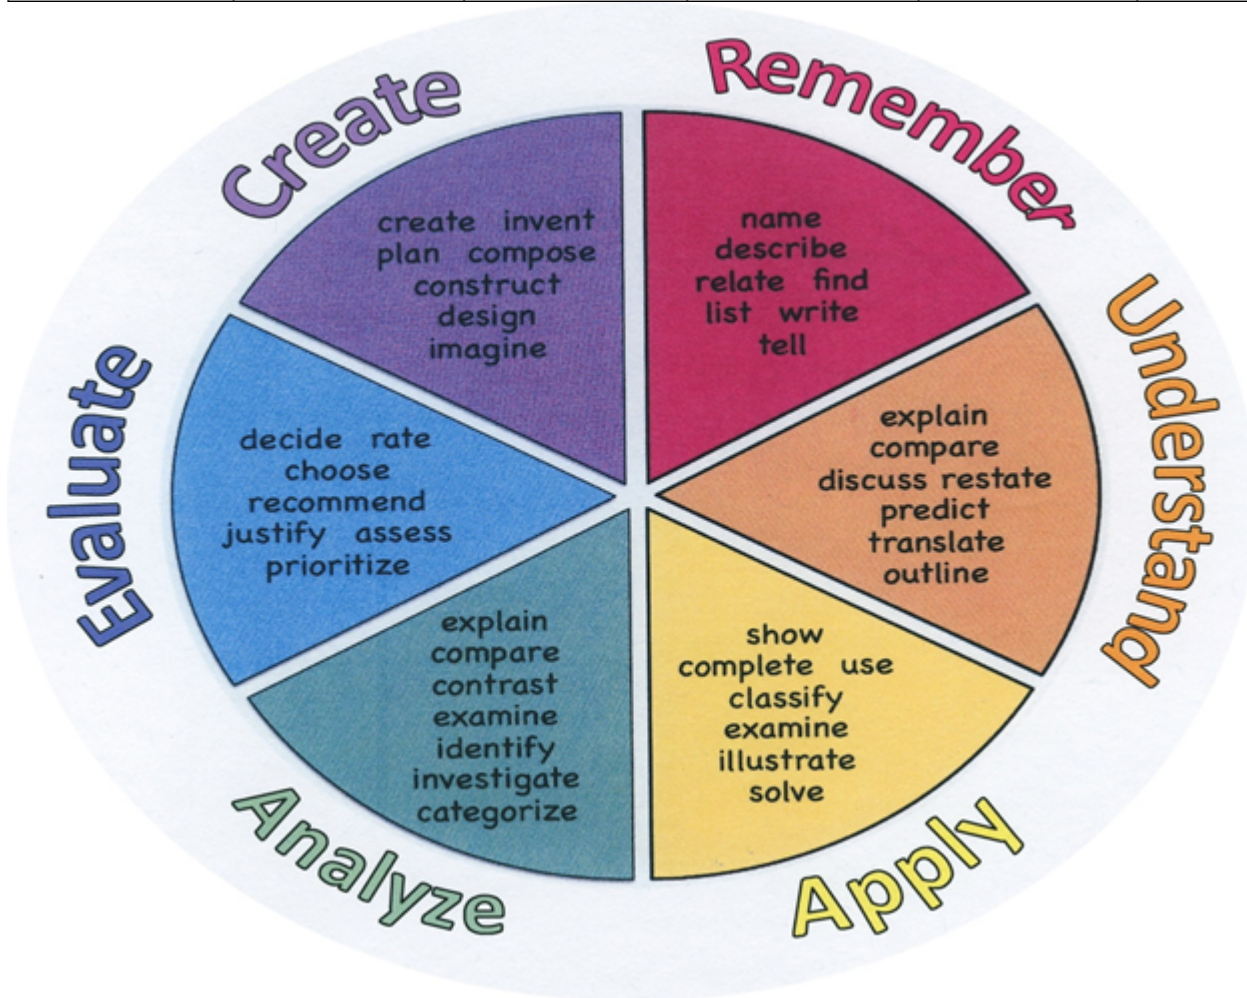 Remember
name
describe
relate find
list write
tell
Understand
explain
compare
discuss restate
predict
translate
outline
Apply
show
complete use
classify
examine
illustrate
solve
Analyze
explain
compare
contrast
examine
identify
investigate
categorize
Evaluate
decide rate
choose
recommend
justify assess
prioritize
Create
create invent
plan compose
construct
design
imagine